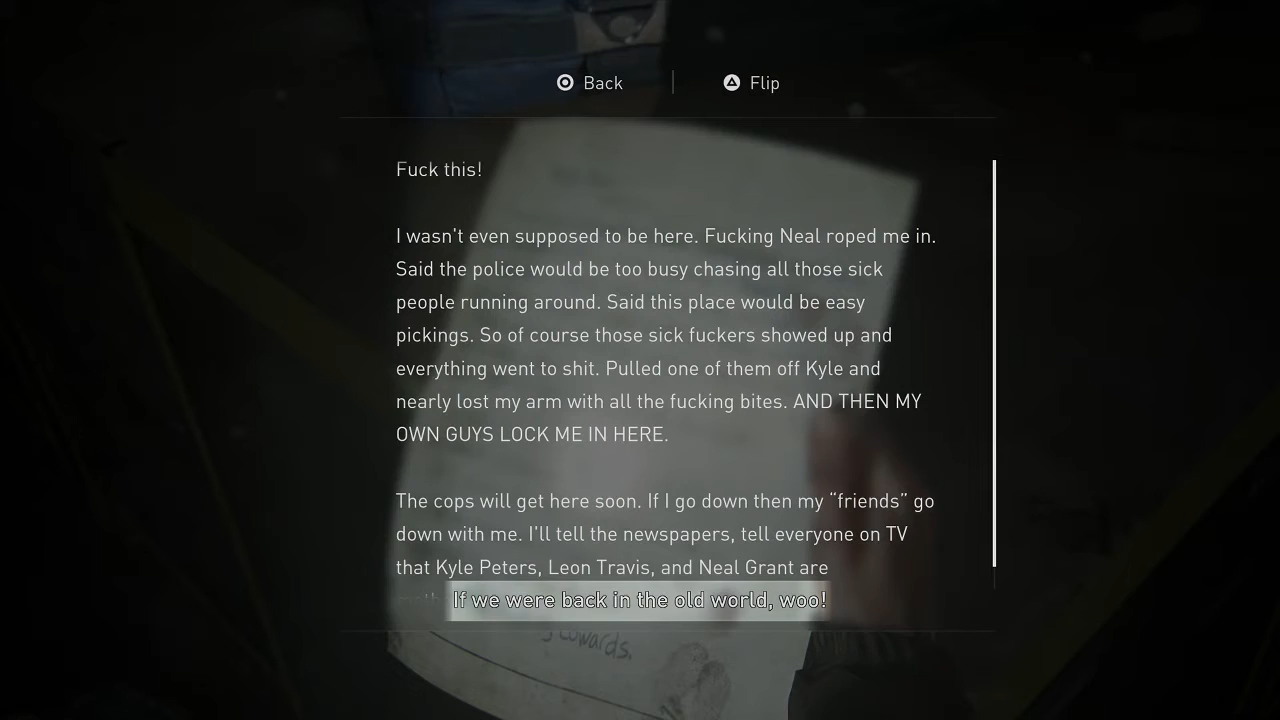 Back
Flip
Fuck this!
I wasn't even supposed to be here. Fucking Neal roped me in.
Said the police would be too busy chasing all those sick
people running around. Said this place would be easy
pickings. So of course those sick fuckers showed up and
everything went to shit. Pulled one of them off Kyle and
nearly lost my arm with all the fucking bites. AND THEN MY
OWN GUYS LOCK ME IN HERE.
The cops will get here soon. If I go down then my “friends” go
down with me. I'll tell the newspapers, tell everyone on TV
that Kyle Peters, Leon Travis, and Neal Grant are
If we were back in the old world, woo!
cowards.